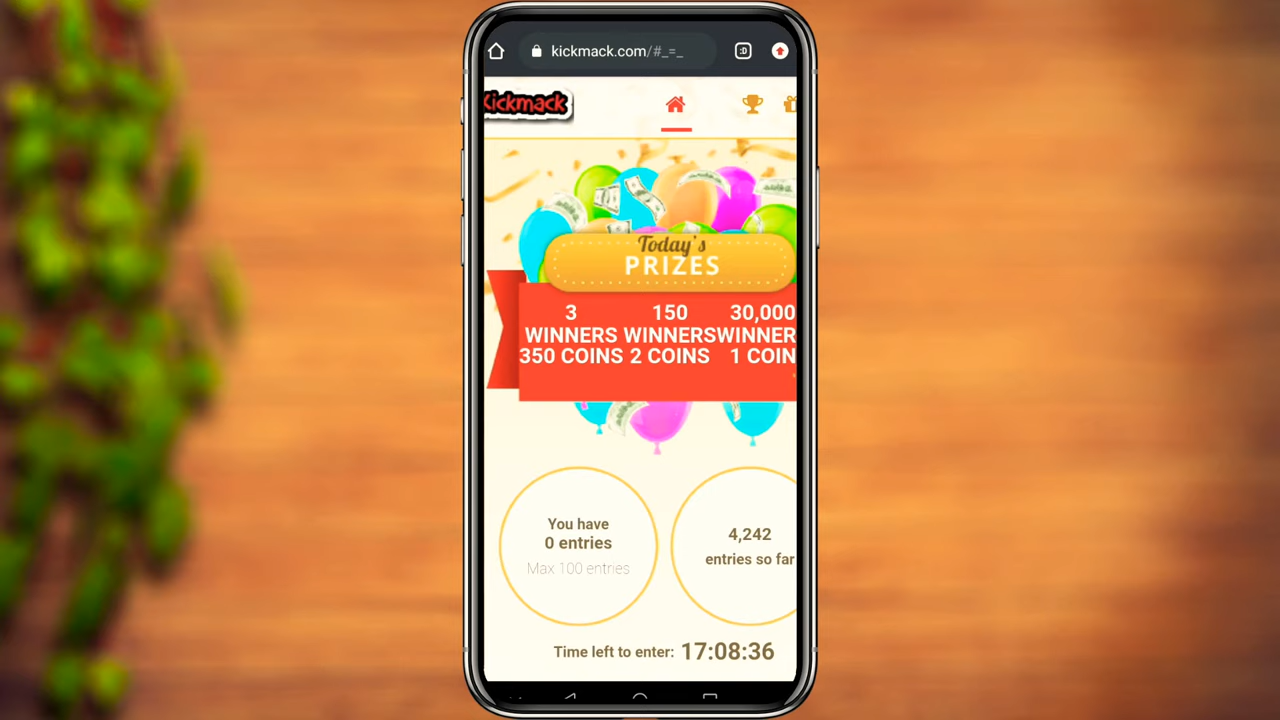 kickmack.com/#_=_
:D
Kickmack
Today's
PRIZES
3 150 30,000
WINNERS WINNERS WINNER
350 COINS 2 COINS 1 COIN
You have
0 entries
Max 100 entries
4,242
entries so far
Time left to enter: 17:08:36